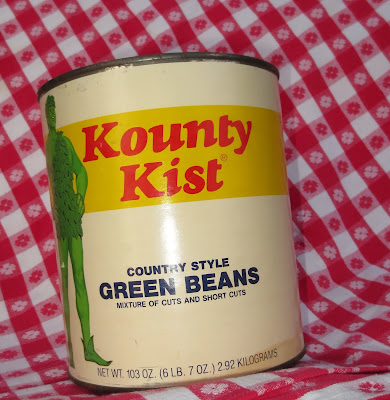 Kounty
Kist®
COUNTRY STYLE
GREEN BEANS
MIXTURE OF CUTS AND SHORT CUTS
NET WT. 103 OZ. (6 LB. 7 OZ.) 2.92 KILOGRAMS